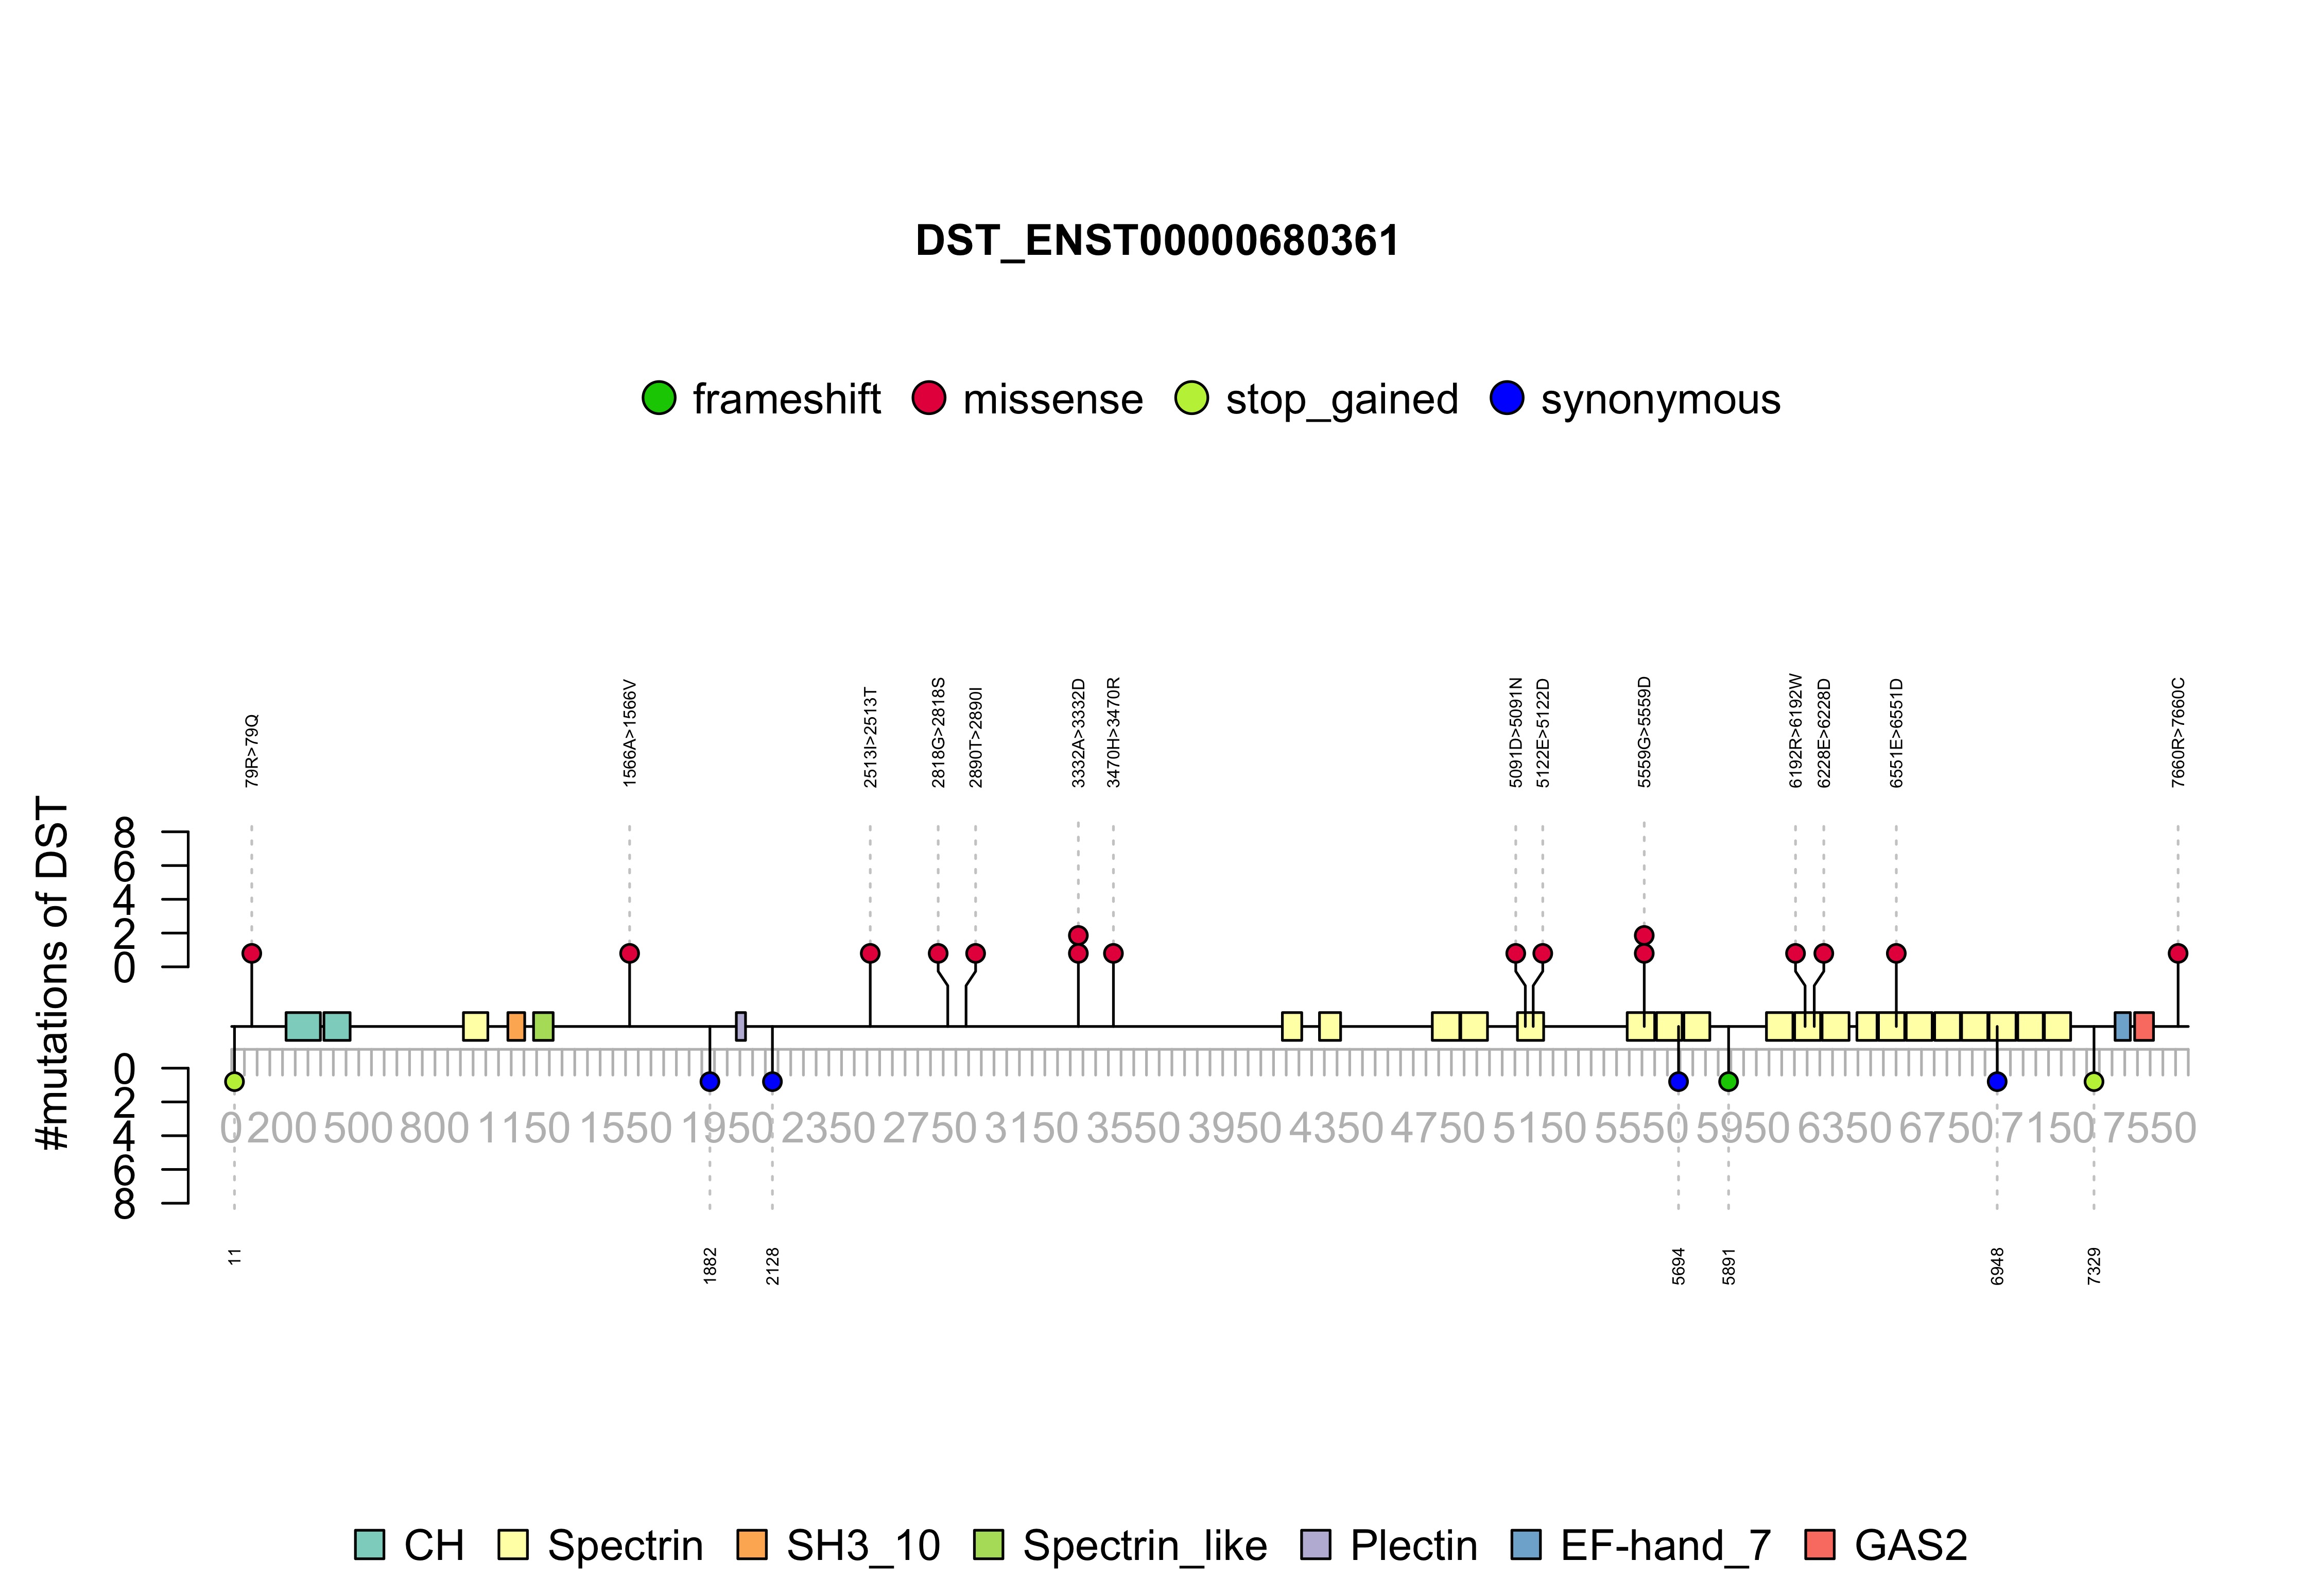 DST_ENST00000680361
frameshift missense stop_gained synonymous
79R>79Q
1566A>1566V
2513I>2513T
2818G>2818S
2890T>2890I
3332A>3332D
3470H>3470R
5091D>5091N
5122E>5122D
5559G>5559D
6192R>6192W
6228E>6228D
6551E>6551D
7660R>7660C
#mutations of DST
8
6
4
2
0
0
2
4
6
8
0 200 500 800 1150 1550 1950 2350 2750 3150 3550 3950 4350 4750 5150 5550 5950 6350 6750 7150 7550
11
1882
2128
5694
5891
6948
7329
CH Spectrin SH3_10 Spectrin_like Plectin EF-hand_7 GAS2